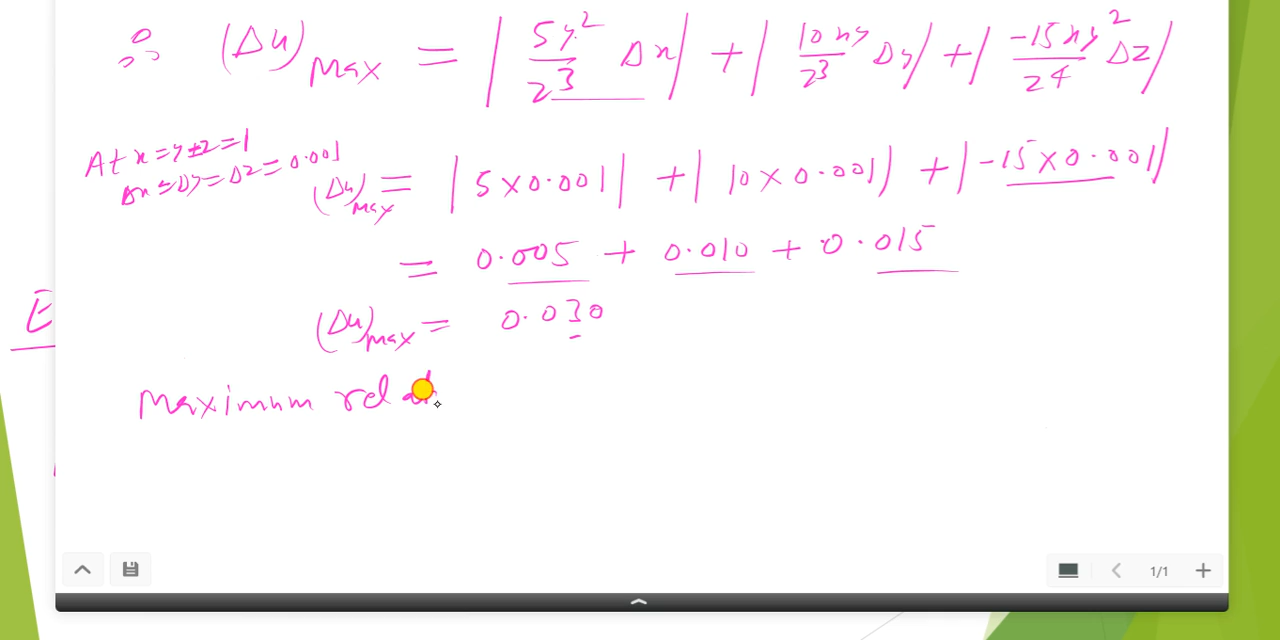 ∴ (Δu)max = |5y²/z³ Δx| + |10xy/z³ Δy| + |-15xy²/z⁴ Δz|
At x=y=z=1
Δx=Δy=Δz=0.001
(Δu)max = |5×0.001| + |10×0.001| + |-15×0.001|
= 0.005 + 0.010 + 0.015
(Δu)max = 0.030
E
Maximum rel
1/1